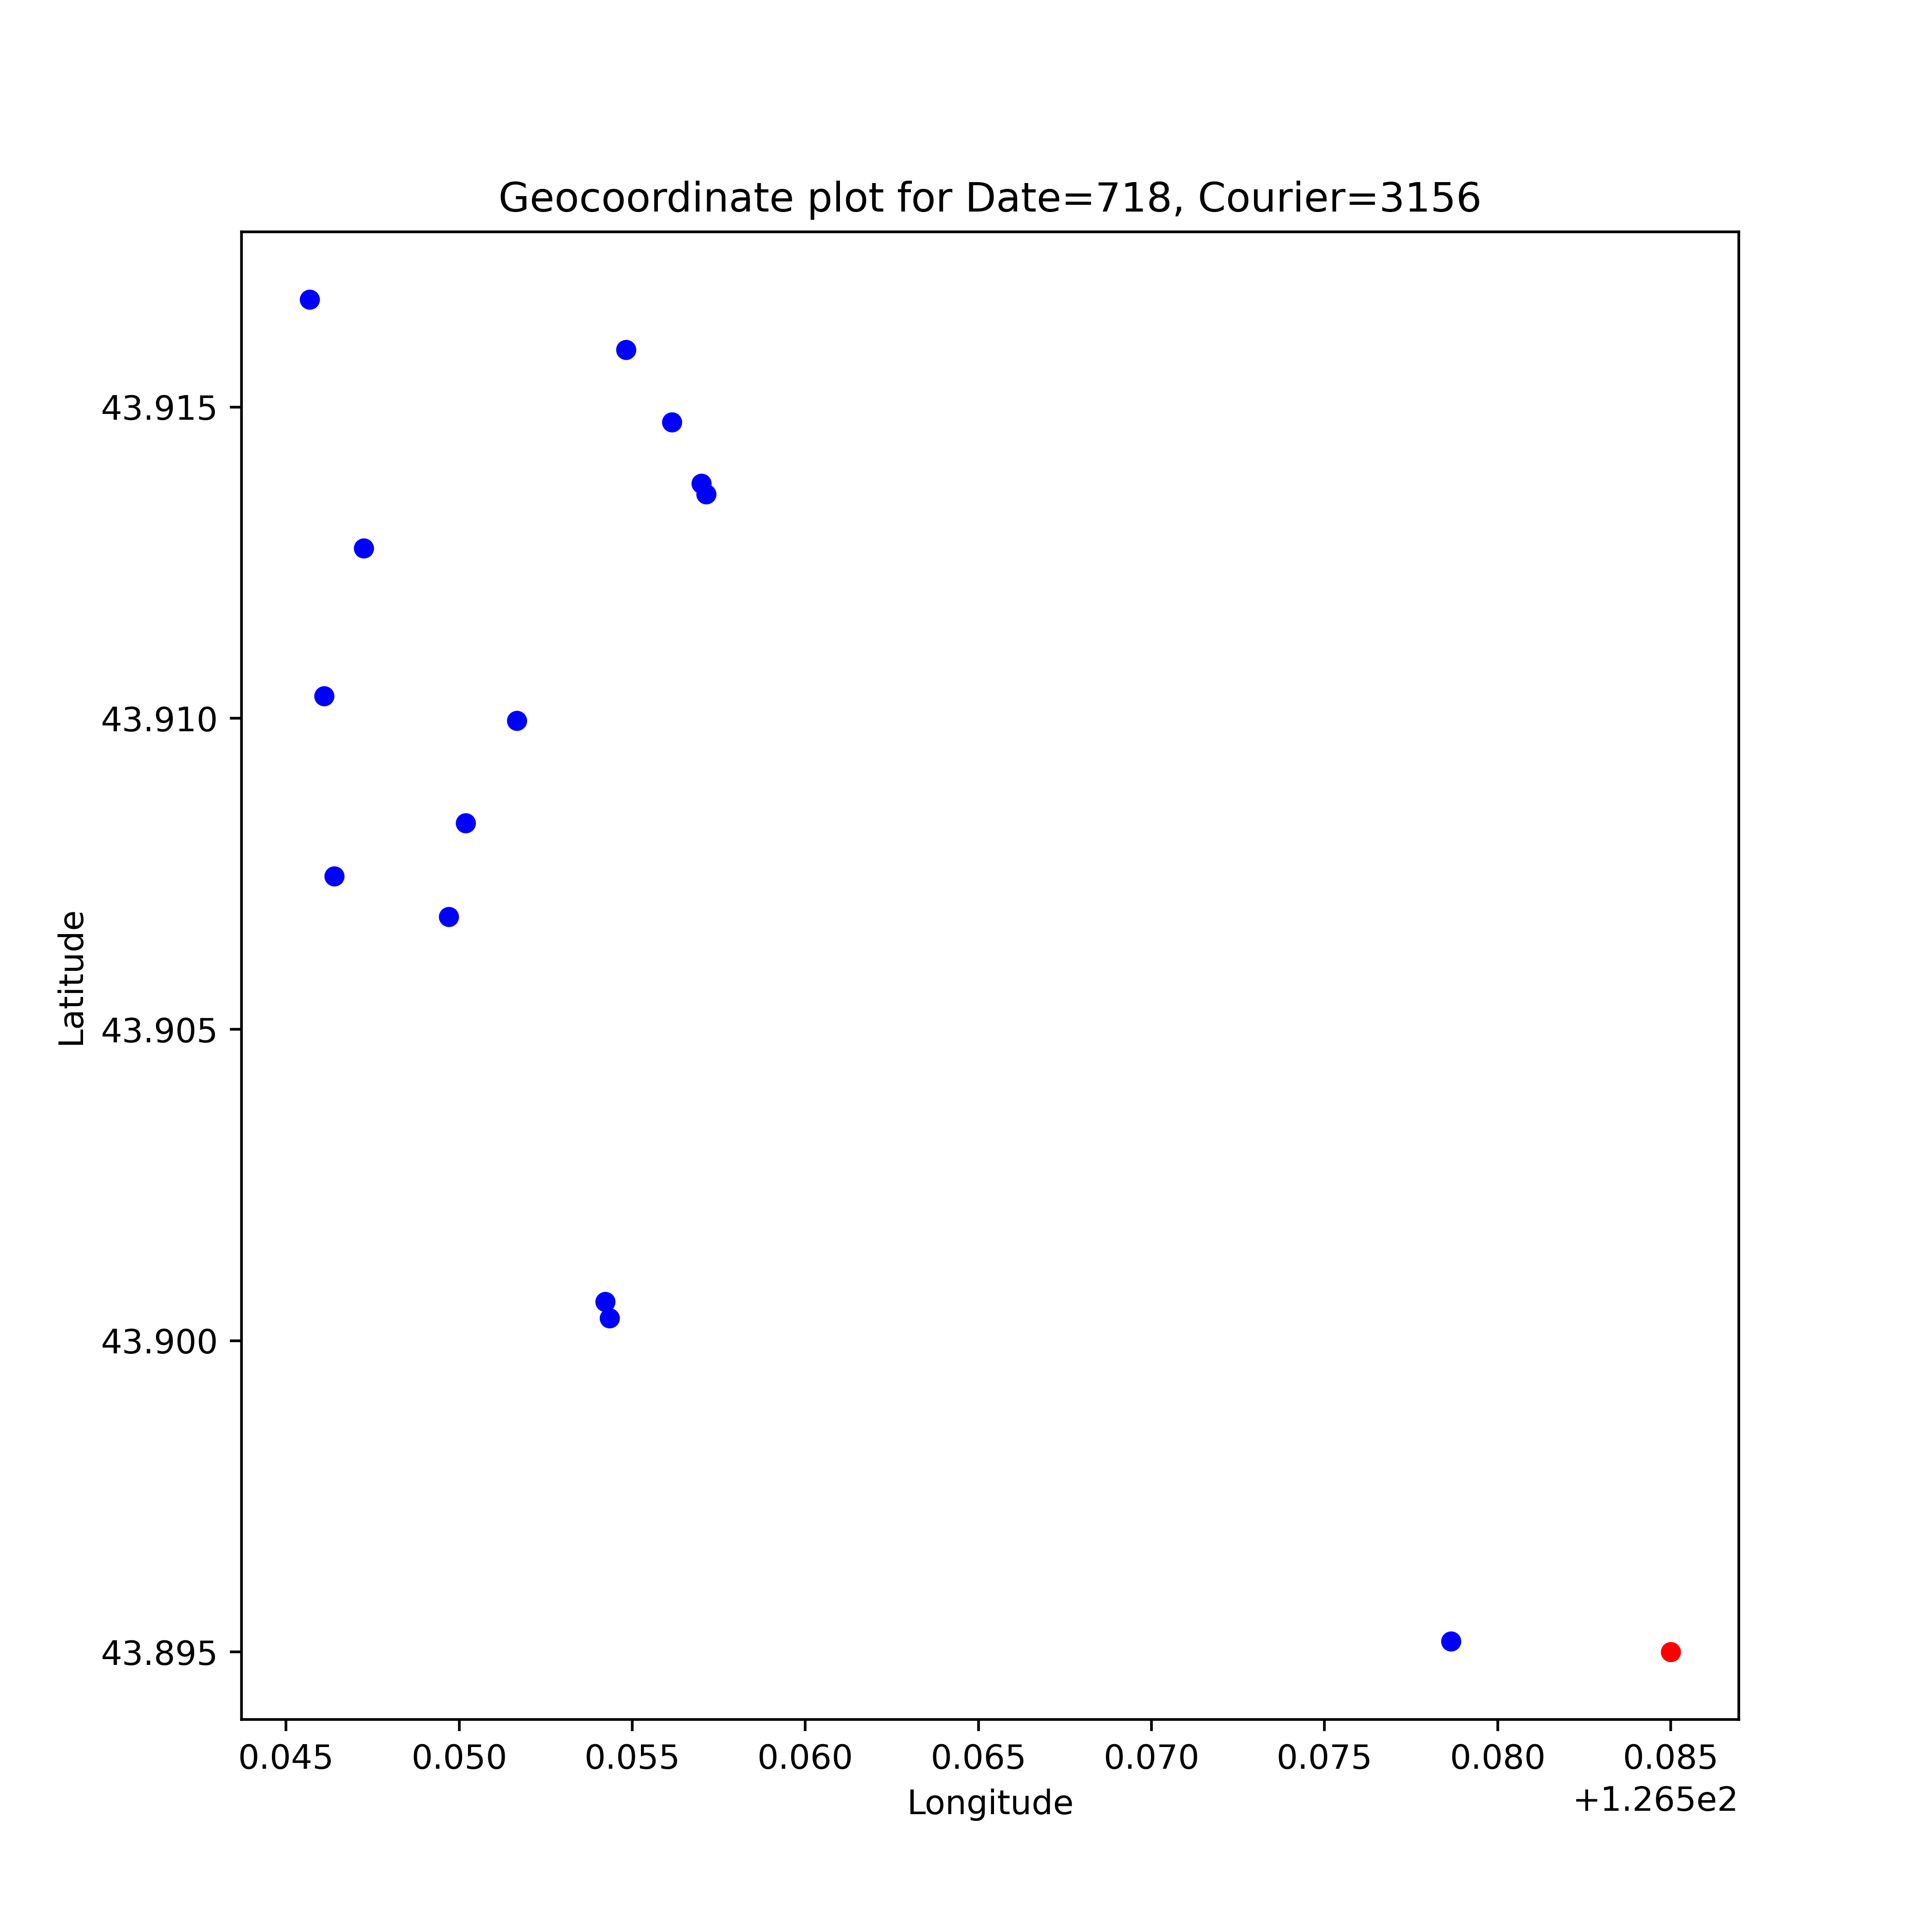 Geocoordinate plot for Date=718, Courier=3156
43.915
43.910
43.905
43.900
43.895
Latitude
0.045 0.050 0.055 0.060 0.065 0.070 0.075 0.080 0.085
+1.265e2
Longitude